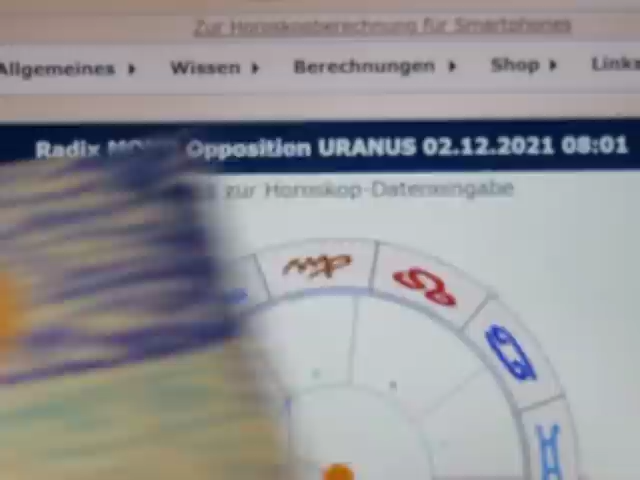 Zur Horoskopberechnung für Smartphones
Allgemeines Wissen Berechnungen Shop Links
Radix Opposition URANUS 02.12.2021 08:01
zur Horoskop-Dateneingabe